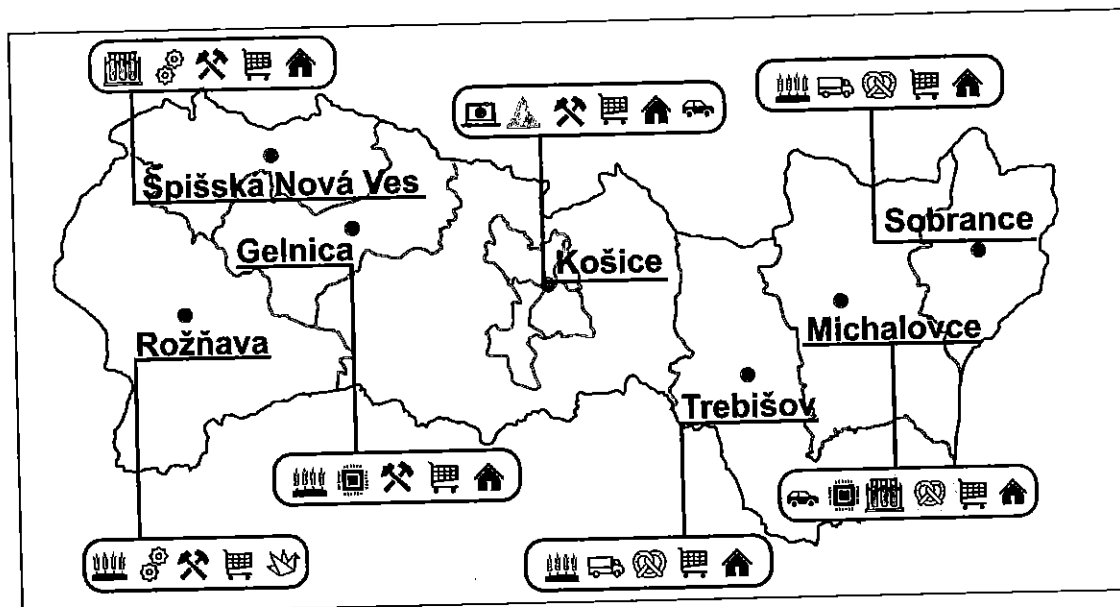 Spišská Nová Ves
Gelnica
Košice
Sobrance
Rožňava
Michalovce
Trebišov